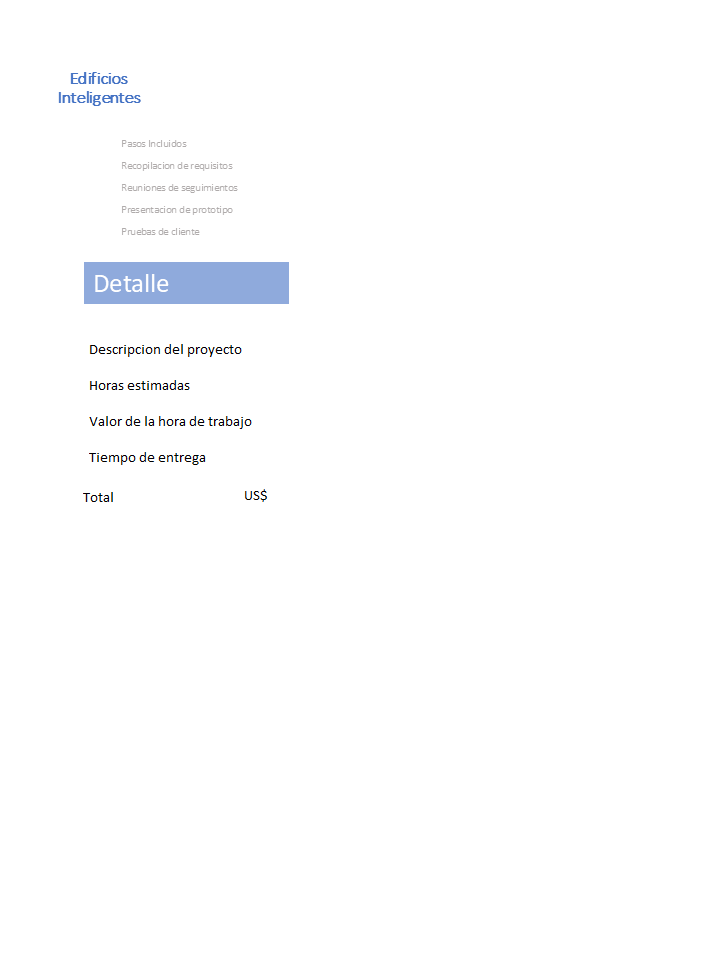 Edificios
Inteligentes
Pasos Incluidos
Recopilacion de requisitos
Reuniones de seguimientos
Presentacion de prototipo
Pruebas de cliente
Detalle
Descripcion del proyecto
Horas estimadas
Valor de la hora de trabajo
Tiempo de entrega
Total US$